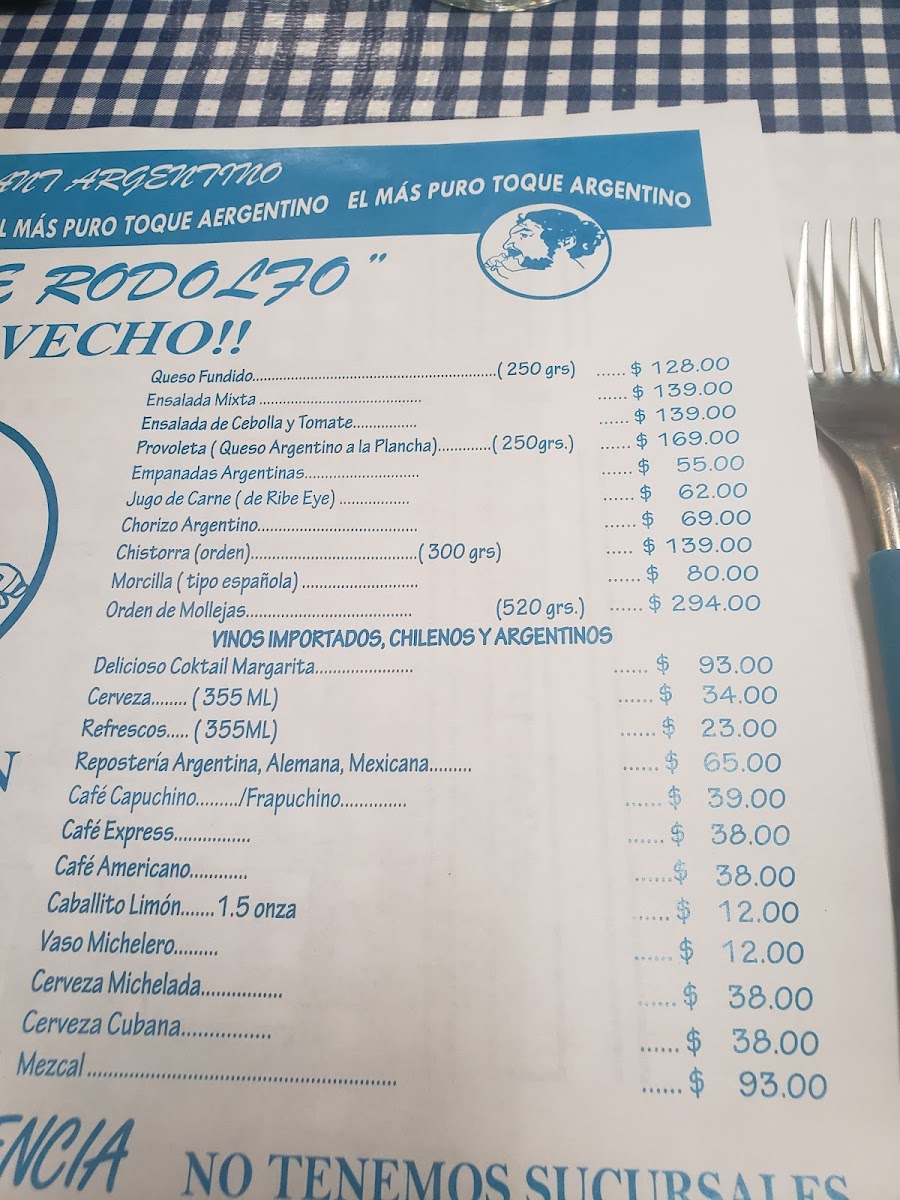 ANT ARGENTINO
L MÁS PURO TOQUE AERGENTINO EL MÁS PURO TOQUE ARGENTINO
E RODOLFO"
VECHO!!
Queso Fundido................................................................( 250 grs) ...... $ 128.00
Ensalada Mixta .......................................... ...... $ 139.00
Ensalada de Cebolla y Tomate................ ...... $ 139.00
Provoleta ( Queso Argentino a la Plancha).............( 250grs.) ...... $ 169.00
Empanadas Argentinas.............................. ...... $ 55.00
Jugo de Carne ( de Ribe Eye) .................. ...... $ 62.00
Chorizo Argentino......................................... ...... $ 69.00
Chistorra (orden)..........................................( 300 grs) ..... $ 139.00
Morcilla ( tipo española) ............................. ...... $ 80.00
Orden de Mollejas.......................................... (520 grs.) ...... $ 294.00
VINOS IMPORTADOS, CHILENOS Y ARGENTINOS
Delicioso Coktail Margarita....................... ...... $ 93.00
Cerveza........ ( 355 ML) ...... $ 34.00
Refrescos..... ( 355ML) ...... $ 23.00
Repostería Argentina, Alemana, Mexicana......... ...... $ 65.00
Café Capuchino........./Frapuchino.............. ...... $ 39.00
Café Express................ ...... $ 38.00
Café Americano............ ......$ 38.00
Caballito Limón....... 1.5 onza ...... $ 12.00
Vaso Michelero......... ...... $ 12.00
Cerveza Michelada................ ...... $ 38.00
Cerveza Cubana................ ...... $ 38.00
Mezcal ............................................................ ...... $ 93.00
ENCIA NO TENEMOS SUCURSALES